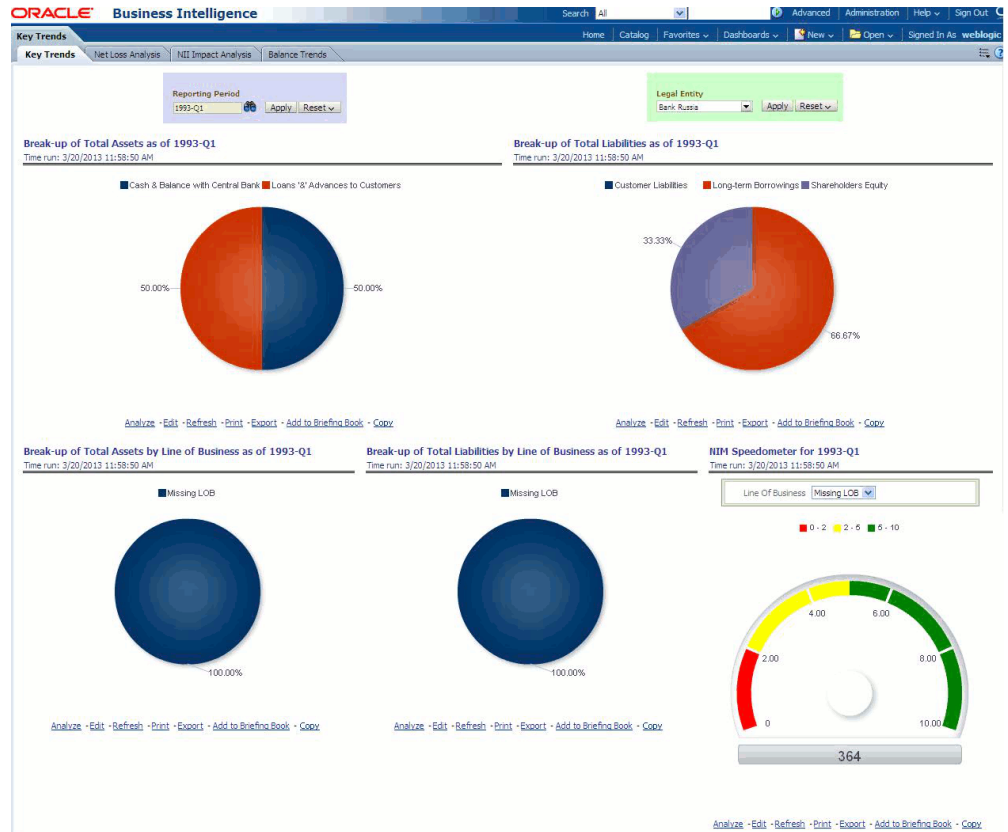 ORACLE Business Intelligence
Search All Advanced Administration Help Sign Out
Key Trends
Home Catalog Favorites Dashboards New Open Signed In As weblogic
Key Trends Net Loss Analysis NII Impact Analysis Balance Trends
Reporting Period
1993-Q1 Apply Reset
Legal Entity
Bank Russia Apply Reset
Break-up of Total Assets as of 1993-Q1
Time run: 3/20/2013 11:58:50 AM
Cash & Balance with Central Bank Loans '&' Advances to Customers
50.00% 50.00%
Analyze - Edit - Refresh - Print - Export - Add to Briefing Book - Copy
Break-up of Total Liabilities as of 1993-Q1
Time run: 3/20/2013 11:58:50 AM
Customer Liabilities Long-term Borrowings Shareholders Equity
33.33%
66.67%
Analyze - Edit - Refresh - Print - Export - Add to Briefing Book - Copy
Break-up of Total Assets by Line of Business as of 1993-Q1
Time run: 3/20/2013 11:58:50 AM
Missing LOB
100.00%
Analyze - Edit - Refresh - Print - Export - Add to Briefing Book - Copy
Break-up of Total Liabilities by Line of Business as of 1993-Q1
Time run: 3/20/2013 11:58:50 AM
Missing LOB
100.00%
Analyze - Edit - Refresh - Print - Export - Add to Briefing Book - Copy
NIM Speedometer for 1993-Q1
Time run: 3/20/2013 11:58:50 AM
Line Of Business Missing LOB
0 - 2 2 - 5 5 - 10
4.00 6.00
2.00 8.00
0 10.00
364
Analyze - Edit - Refresh - Print - Export - Add to Briefing Book - Copy